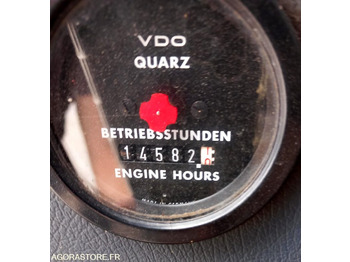 VDO
QUARZ
BETRIEBSSTUNDEN
14582
ENGINE HOURS
AGORASTORE.FR